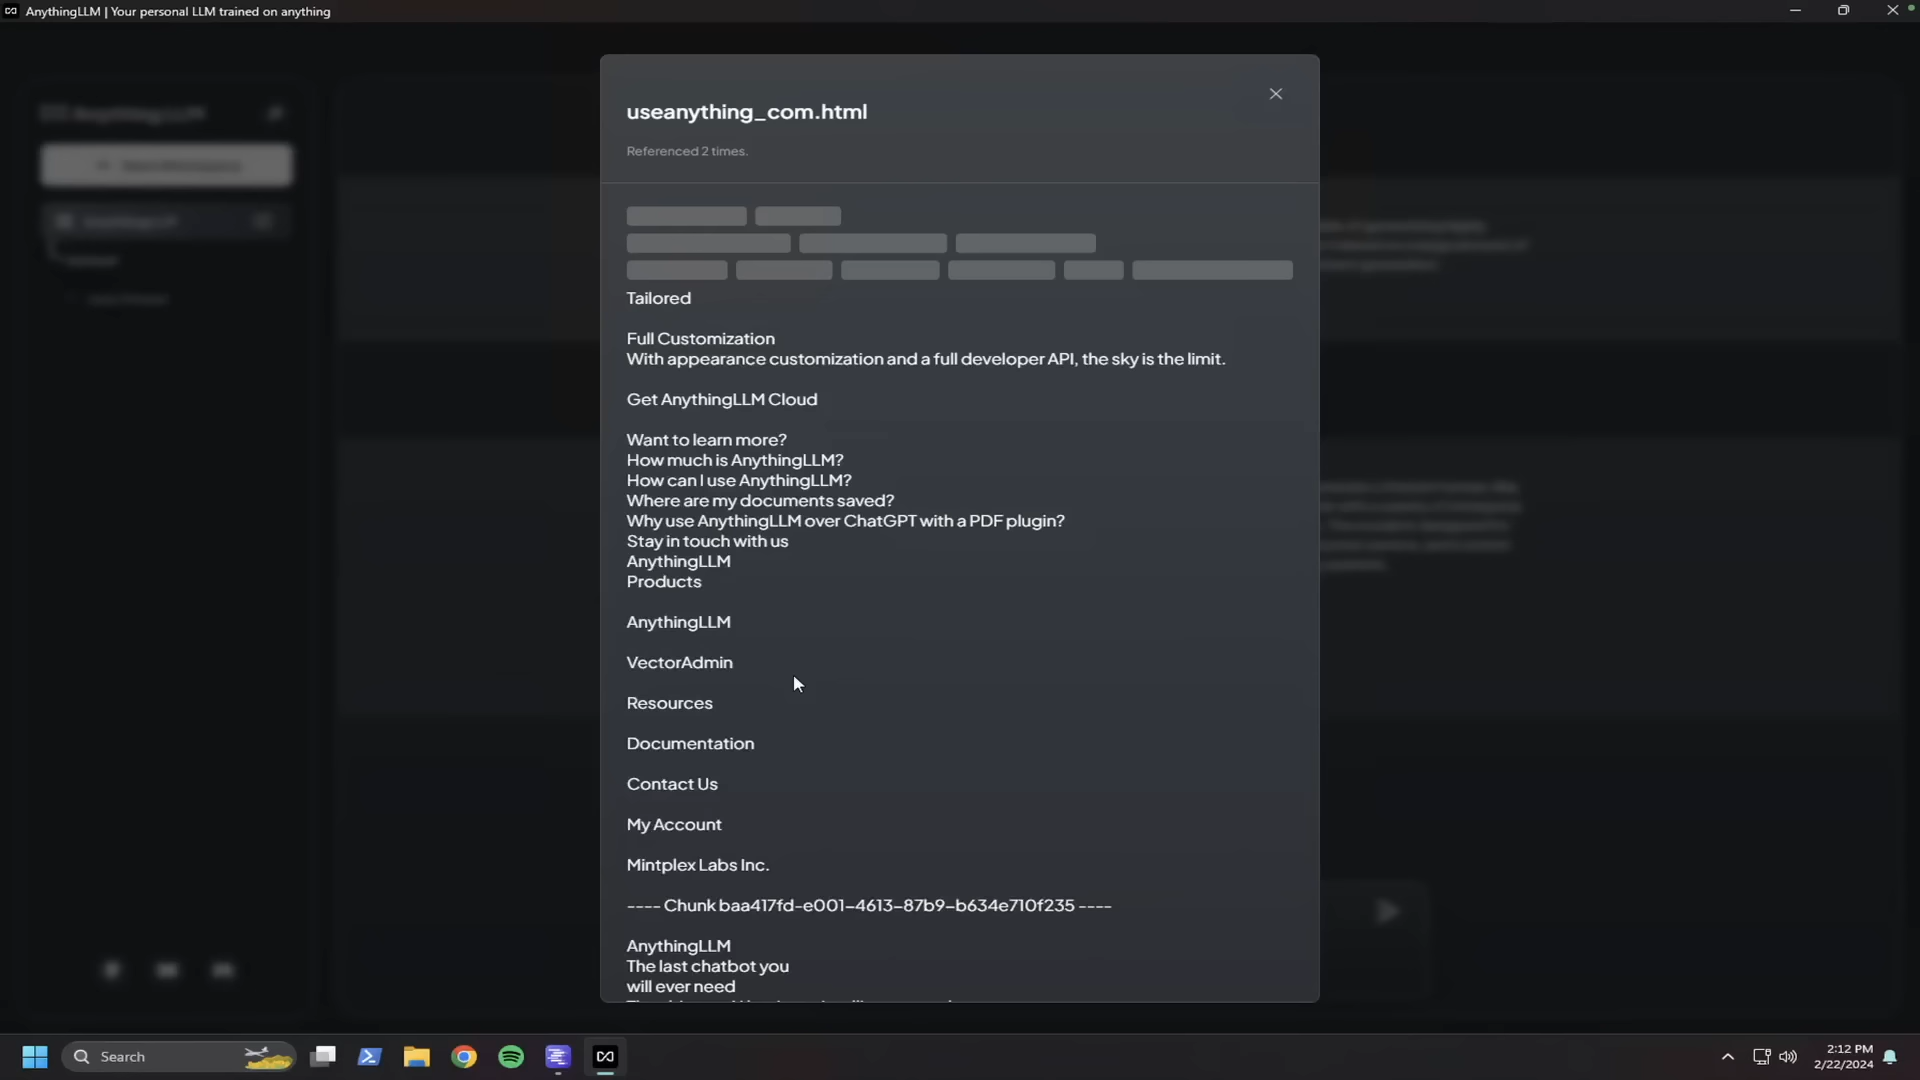 AnythingLLM | Your personal LLM trained on anything
useanything_com.html
Referenced 2 times.
Tailored
Full Customization
With appearance customization and a full developer API, the sky is the limit.
Get AnythingLLM Cloud
Want to learn more?
How much is AnythingLLM?
How can I use AnythingLLM?
Where are my documents saved?
Why use AnythingLLM over ChatGPT with a PDF plugin?
Stay in touch with us
AnythingLLM
Products
AnythingLLM
VectorAdmin
Resources
Documentation
Contact Us
My Account
Mintplex Labs Inc.
---- Chunk baa417fd-e001-4613-87b9-b634e710f235 ----
AnythingLLM
The last chatbot you
will ever need
AnythingLLM
Search
2:12 PM
2/22/2024